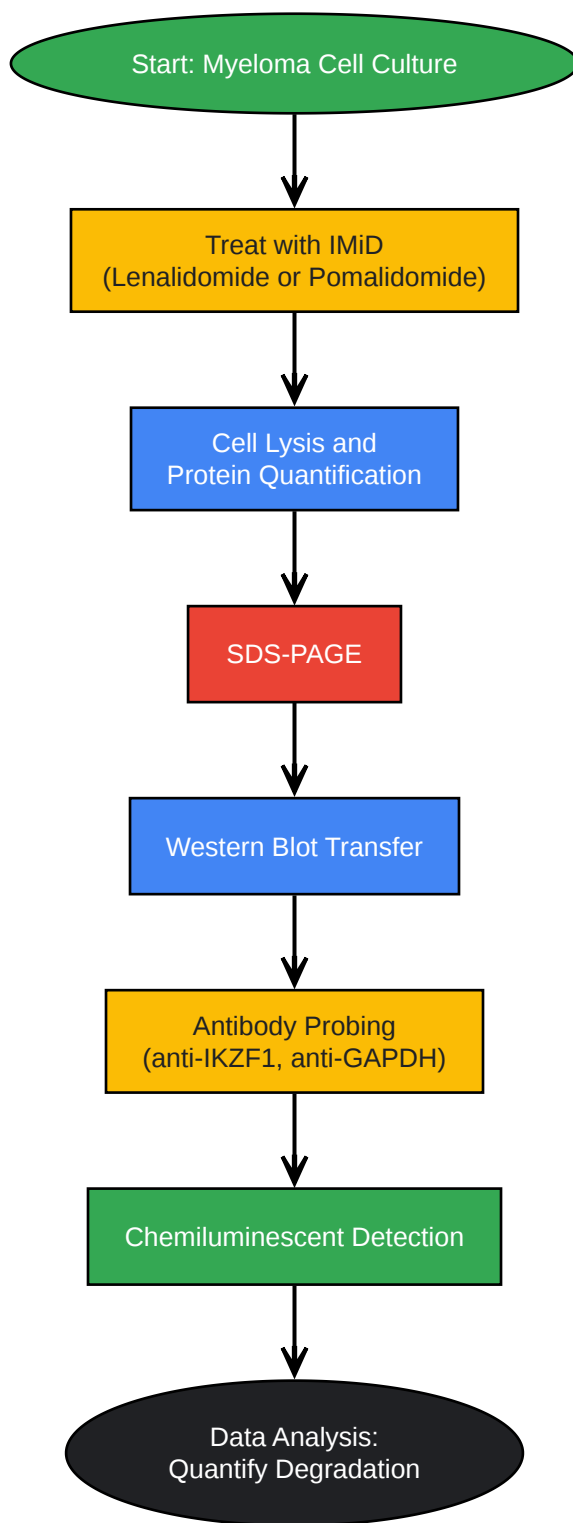 Start: Myeloma Cell Culture
Treat with IMiD
(Lenalidomide or Pomalidomide)
Cell Lysis and
Protein Quantification
SDS-PAGE
Western Blot Transfer
Antibody Probing
(anti-IKZF1, anti-GAPDH)
Chemiluminescent Detection
Data Analysis:
Quantify Degradation